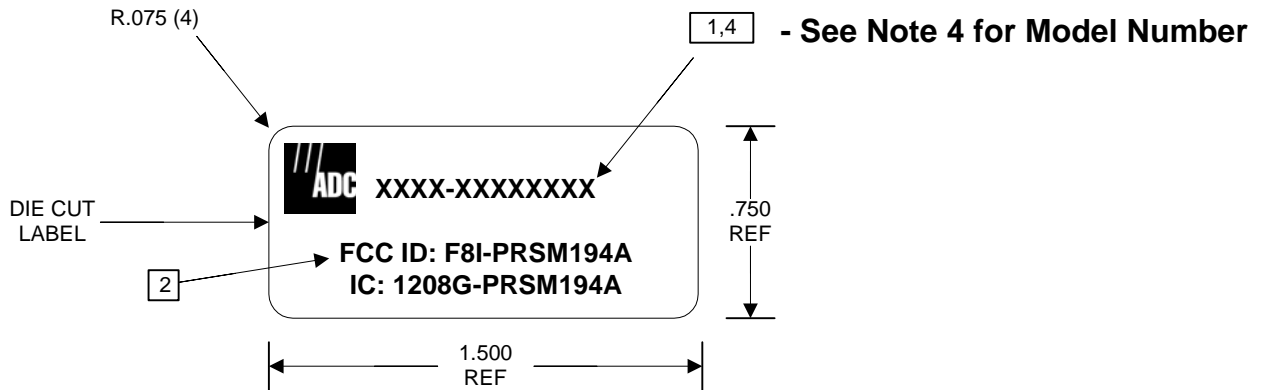 R.075 (4)
1,4 - See Note 4 for Model Number
ADC
XXXX-XXXXXXXX
DIE CUT
LABEL
.750
REF
FCC ID: F8I-PRSM194A
2
IC: 1208G-PRSM194A
1.500
REF